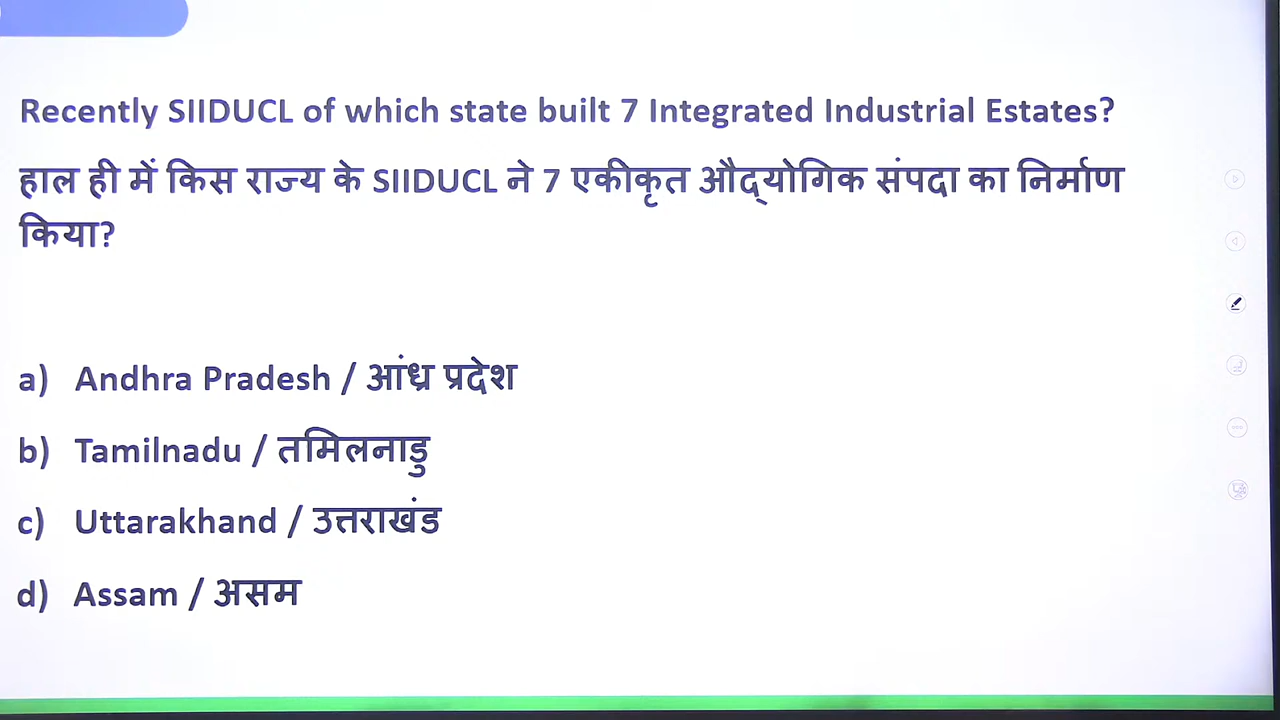 Recently SIIDUCL of which state built 7 Integrated Industrial Estates?
हाल ही में किस राज्य के SIIDUCL ने 7 एकीकृत औद्योगिक संपदा का निर्माण
किया?
a) Andhra Pradesh / आंध्र प्रदेश
b) Tamilnadu / तमिलनाडु
c) Uttarakhand / उत्तराखंड
d) Assam / असम